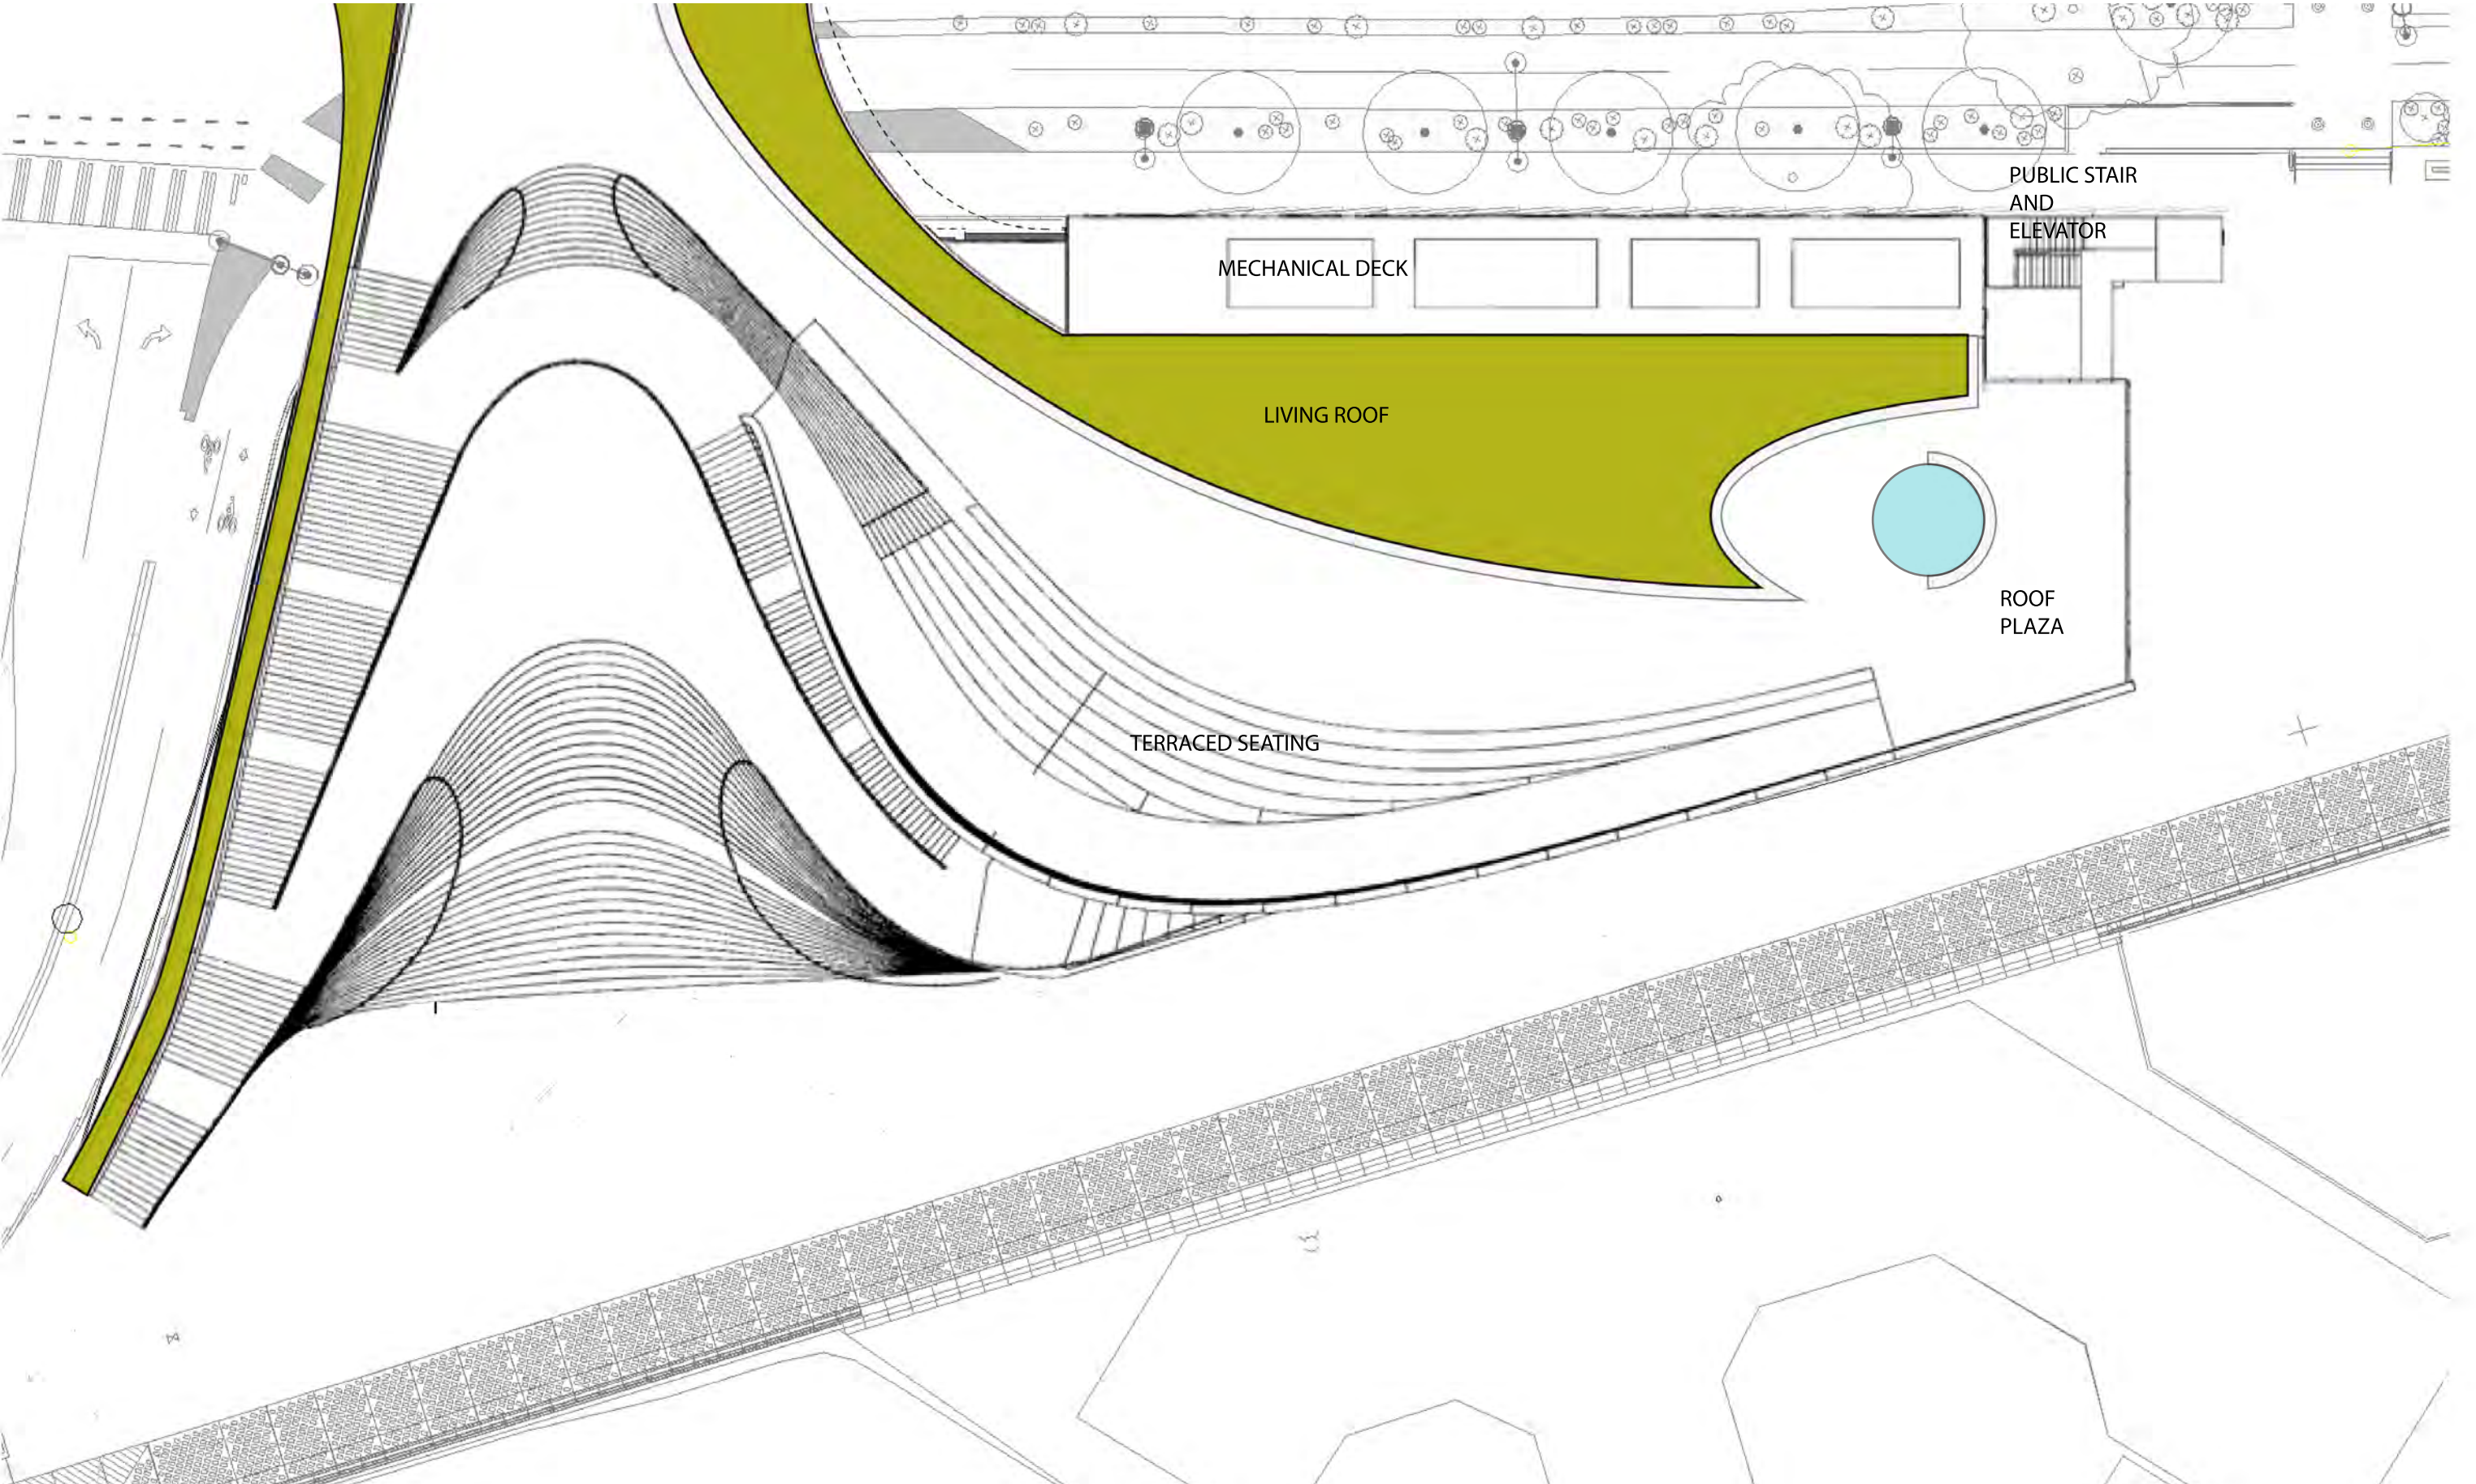 PUBLIC STAIR
AND
ELEVATOR
MECHANICAL DECK
LIVING ROOF
ROOF
PLAZA
TERRACED SEATING